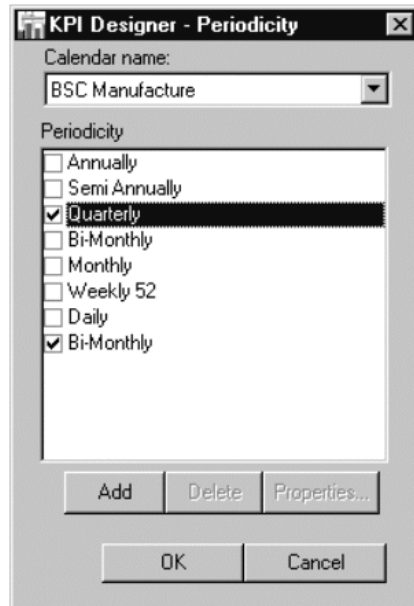 KPI Designer - Periodicity
Calendar name:
BSC Manufacture
Periodicity
Annually
Semi Annually
Quarterly
Bi-Monthly
Monthly
Weekly 52
Daily
Bi-Monthly
Add Delete Properties...
OK Cancel